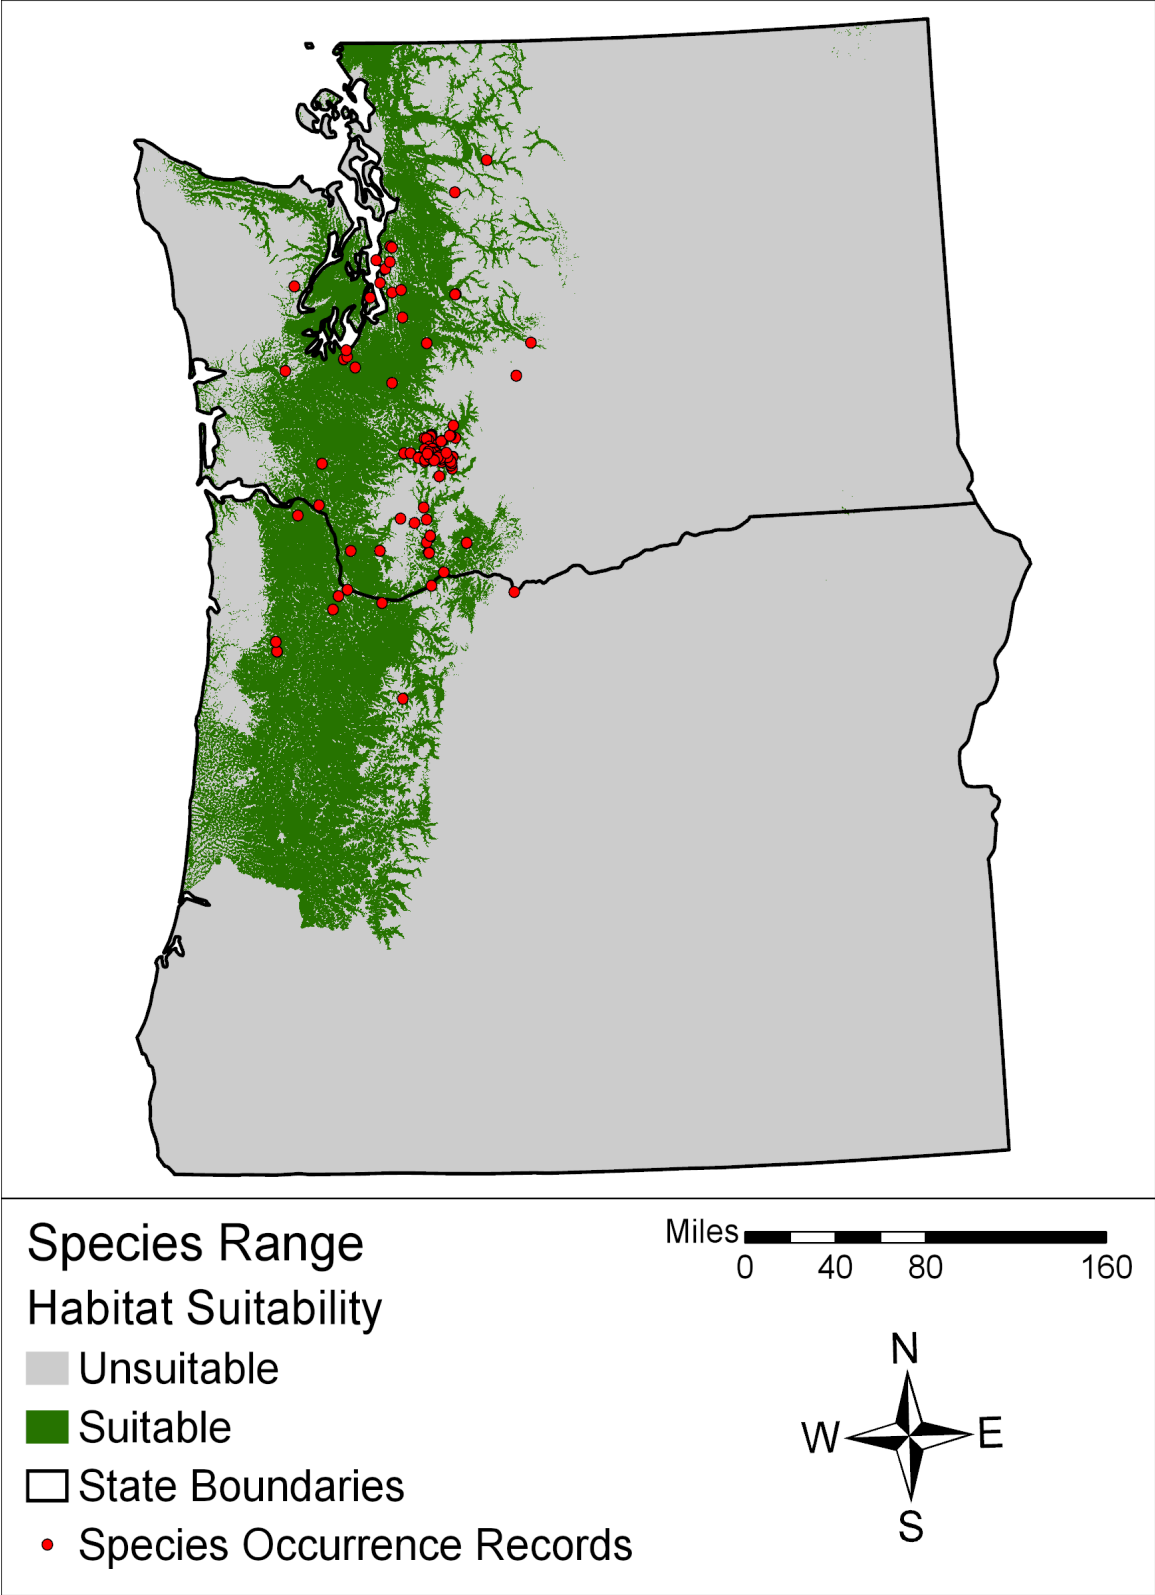 Species Range
Habitat Suitability
Unsuitable
Suitable
State Boundaries
Species Occurrence Records
Miles
0 40 80 160
N
W E
S